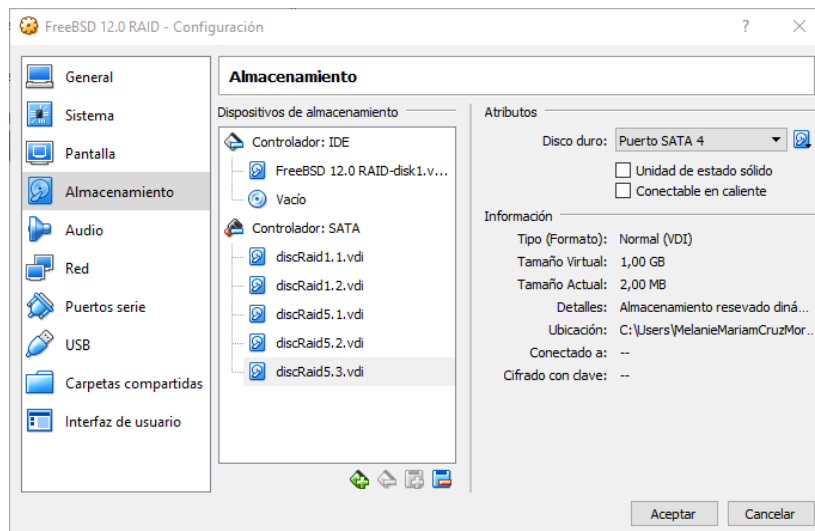 FreeBSD 12.0 RAID - Configuración
General
Sistema
Pantalla
Almacenamiento
Audio
Red
Puertos serie
USB
Carpetas compartidas
Interfaz de usuario
Almacenamiento
Dispositivos de almacenamiento
Controlador: IDE
FreeBSD 12.0 RAID-disk1.v...
Vacío
Controlador: SATA
discRaid1.1.vdi
discRaid1.2.vdi
discRaid5.1.vdi
discRaid5.2.vdi
discRaid5.3.vdi
Atributos
Disco duro: Puerto SATA 4
Unidad de estado sólido
Conectable en caliente
Información
Tipo (Formato): Normal (VDI)
Tamaño Virtual: 1,00 GB
Tamaño Actual: 2,00 MB
Detalles: Almacenamiento resevado diná...
Ubicación: C:\Users\MelanieMariamCruzMor...
Conectado a: --
Cifrado con clave: --
Aceptar Cancelar